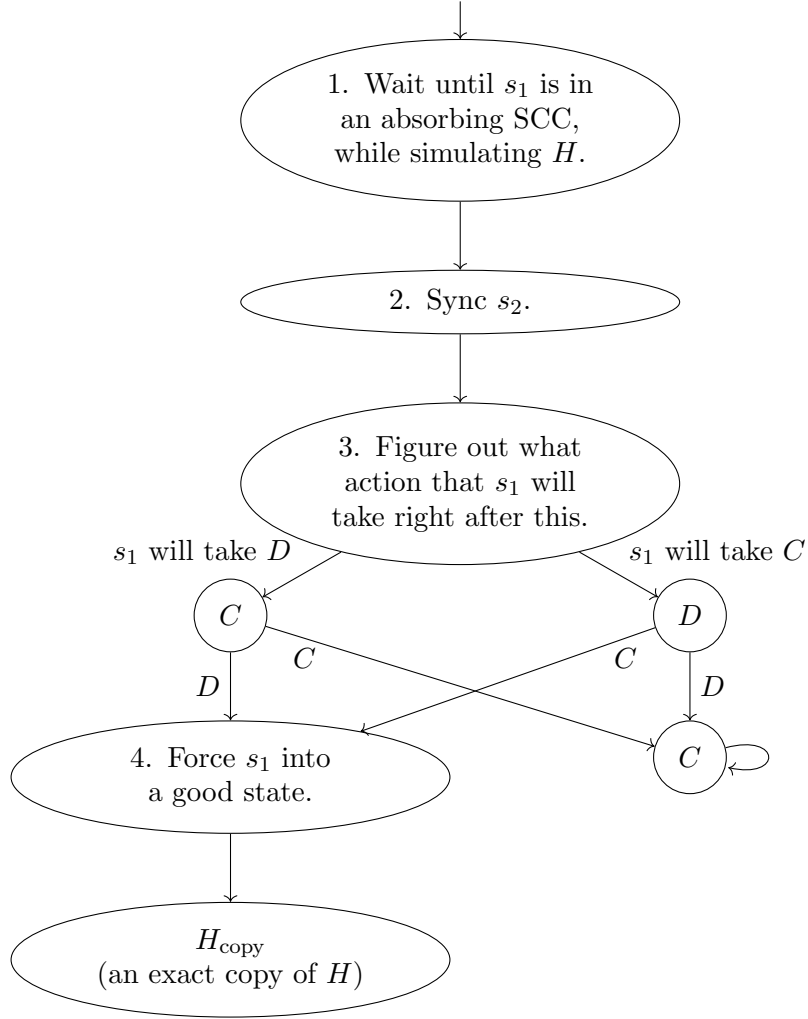 1. Wait until s₁ is in
an absorbing SCC,
while simulating H.
2. Sync s₂.
3. Figure out what
action that s₁ will
take right after this.
s₁ will take D
s₁ will take C
C
D
C
C
D
D
4. Force s₁ into
a good state.
C
H_copy
(an exact copy of H)